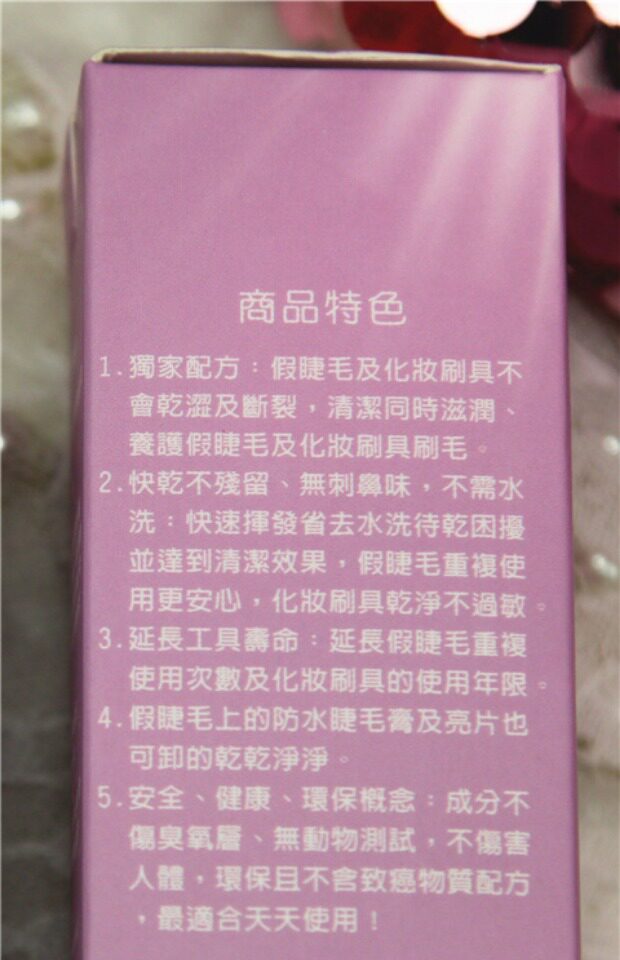 商品特色
1.獨家配方：假睫毛及化妝刷具不
會乾澀及斷裂，清潔同時滋潤、
養護假睫毛及化妝刷具刷毛。
2.快乾不殘留、無刺鼻味，不需水
洗：快速揮發省去水洗待乾困擾
並達到清潔效果，假睫毛重複使
用更安心，化妝刷具乾淨不過敏。
3.延長工具壽命：延長假睫毛重複
使用次數及化妝刷具的使用年限。
4.假睫毛上的防水睫毛膏及亮片也
可卸的乾乾淨淨。
5.安全、健康、環保概念：成分不
傷臭氧層、無動物測試，不傷害
人體，環保且不含致癌物質配方
，最適合天天使用！